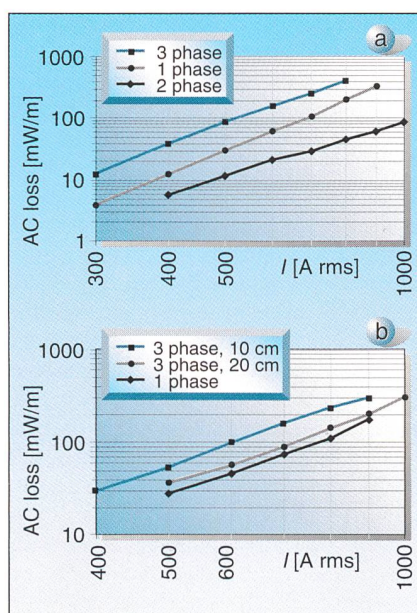 a
3 phase
1 phase
2 phase
AC loss [mW/m]
1000
100
10
1
300
400
500
1000
I [A rms]
b
3 phase, 10 cm
3 phase, 20 cm
1 phase
AC loss [mW/m]
1000
100
10
400
500
600
1000
I [A rms]